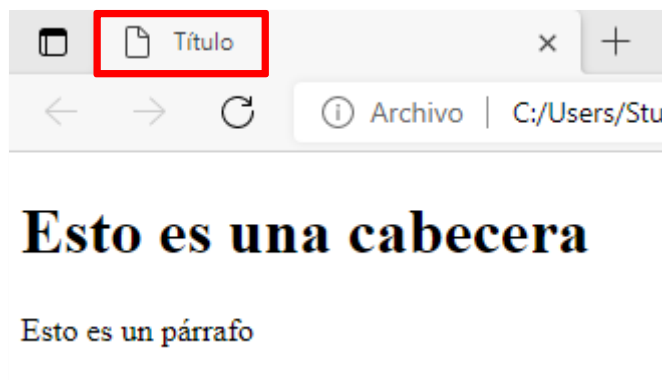 Título
Archivo | C:/Users/Stu
Esto es una cabecera
Esto es un párrafo